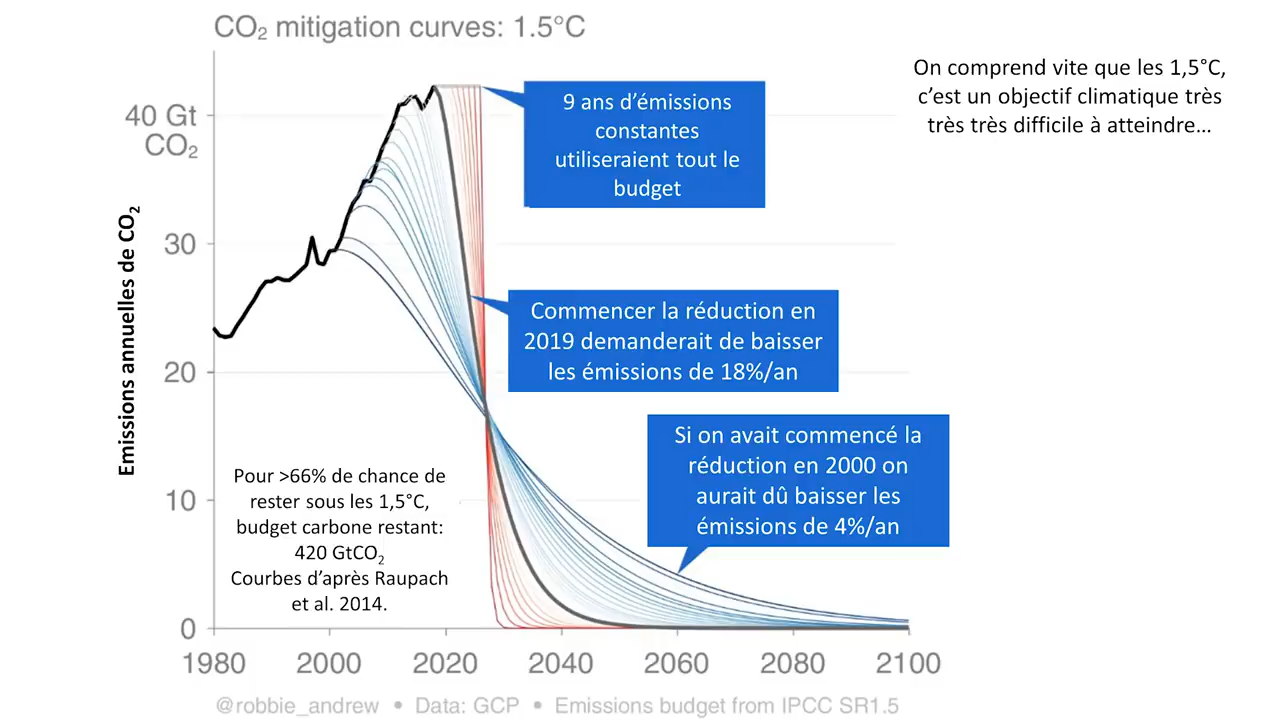 CO₂ mitigation curves: 1.5°C
On comprend vite que les 1,5°C,
c’est un objectif climatique très
très très difficile à atteindre…
9 ans d’émissions
constantes
utiliseraient tout le
budget
40 Gt
CO₂
30
20
10
0
Emissions annuelles de CO₂
Commencer la réduction en
2019 demanderait de baisser
les émissions de 18%/an
Si on avait commencé la
réduction en 2000 on
aurait dû baisser les
émissions de 4%/an
Pour >66% de chance de
rester sous les 1,5°C,
budget carbone restant:
420 GtCO₂
Courbes d’après Raupach
et al. 2014.
1980 2000 2020 2040 2060 2080 2100
@robbie_andrew • Data: GCP • Emissions budget from IPCC SR1.5